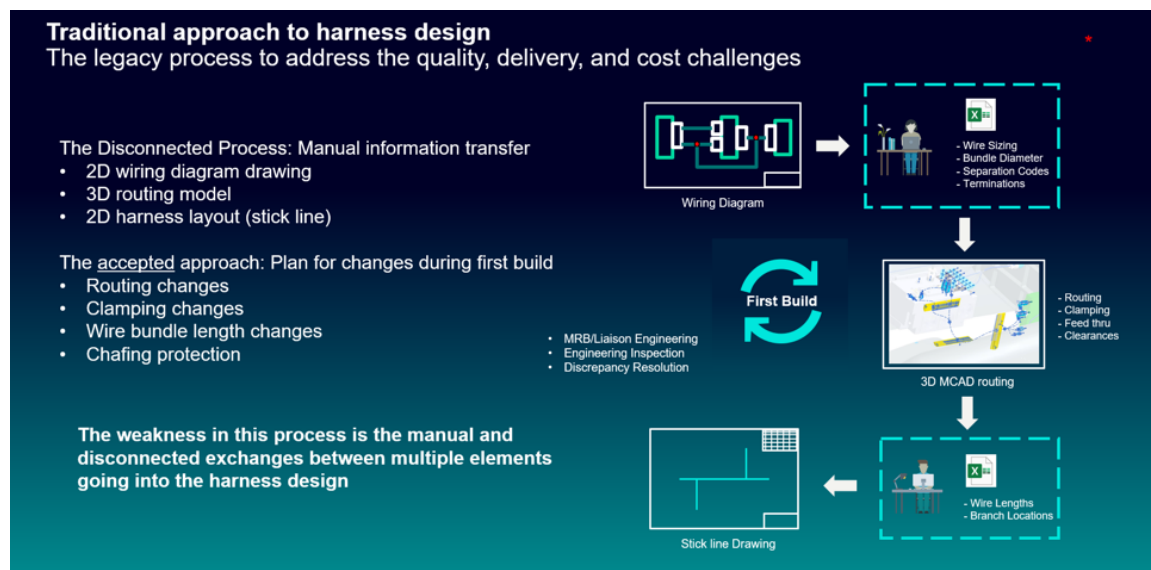 Traditional approach to harness design
The legacy process to address the quality, delivery, and cost challenges
*
The Disconnected Process: Manual information transfer
• 2D wiring diagram drawing
• 3D routing model
• 2D harness layout (stick line)
The accepted approach: Plan for changes during first build
• Routing changes
• Clamping changes
• Wire bundle length changes
• Chafing protection
The weakness in this process is the manual and
disconnected exchanges between multiple elements
going into the harness design
Wiring Diagram
X
- Wire Sizing
- Bundle Diameter
- Separation Codes
- Terminations
First Build
• MRB/Liaison Engineering
• Engineering Inspection
• Discrepancy Resolution
- Routing
- Clamping
- Feed thru
- Clearances
3D MCAD routing
X
- Wire Lengths
- Branch Locations
Stick line Drawing